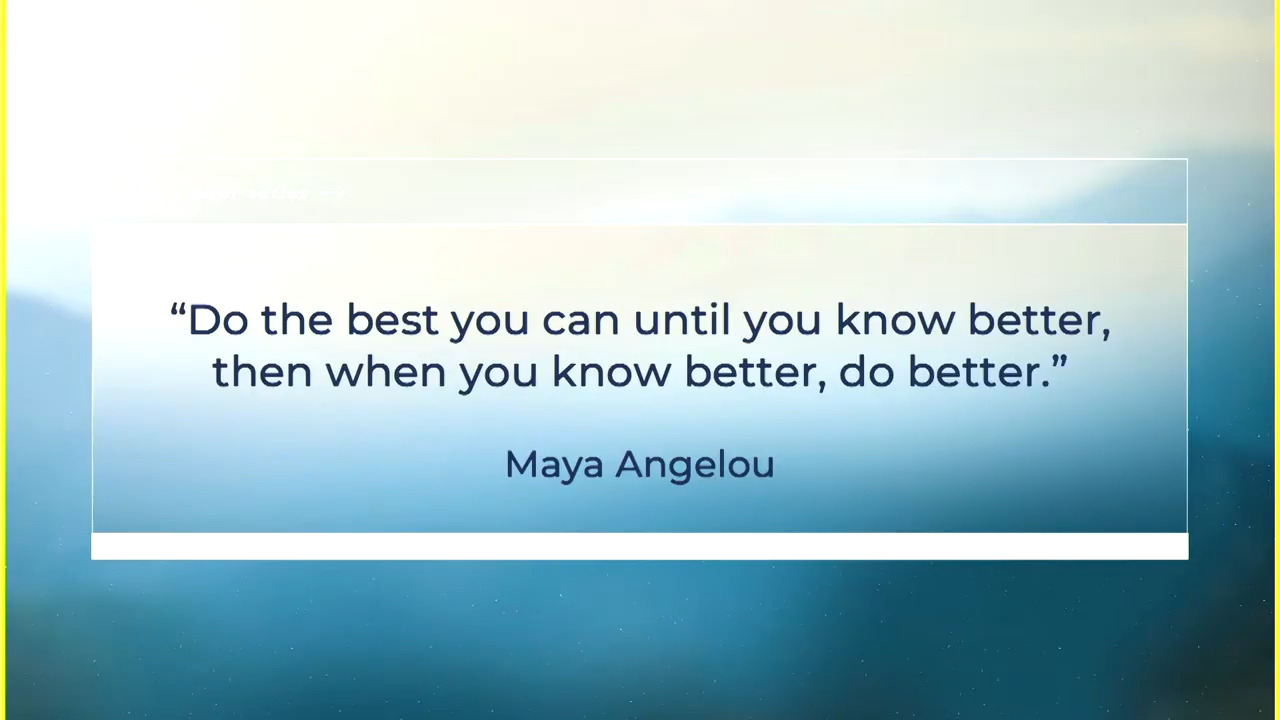 “Do the best you can until you know better,
then when you know better, do better.”
Maya Angelou